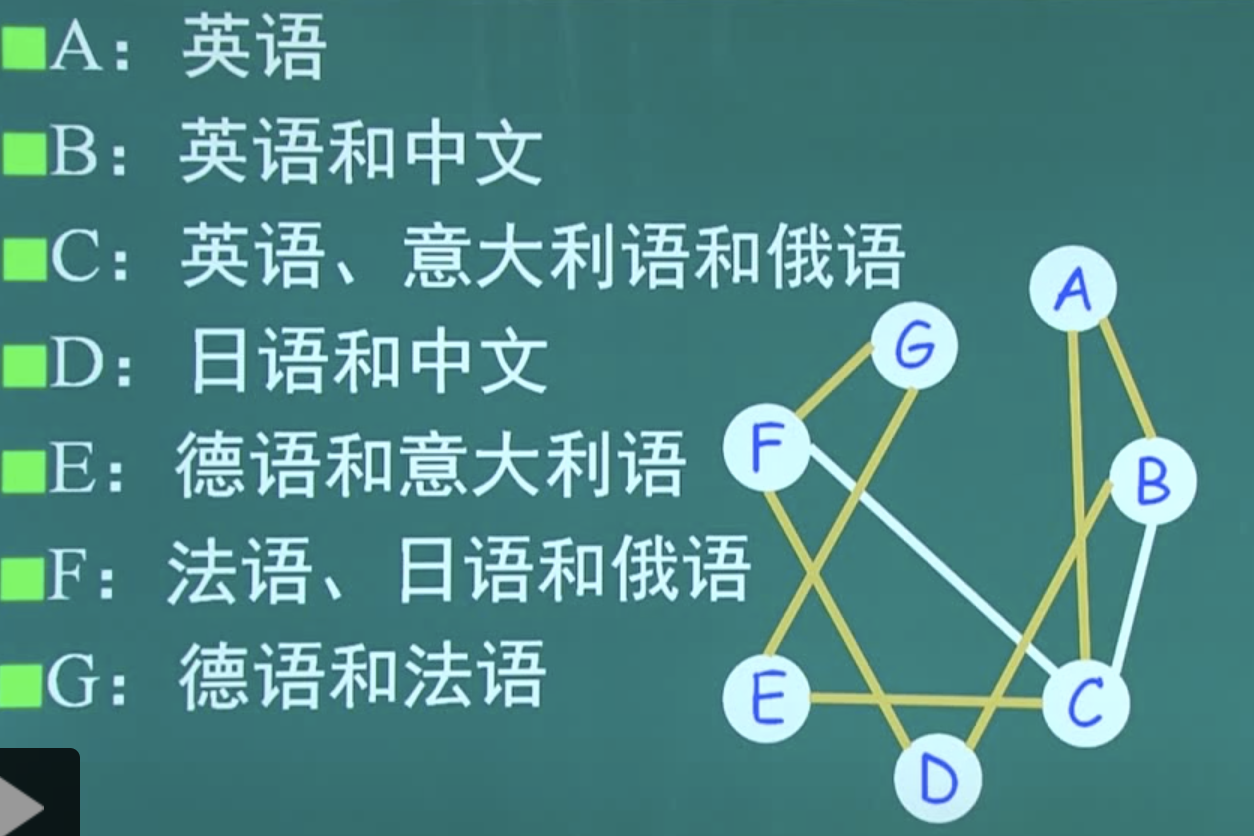 A：英语
B：英语和中文
C：英语、意大利语和俄语
D：日语和中文
E：德语和意大利语
F：法语、日语和俄语
G：德语和法语
A
G
F
B
E
C
D